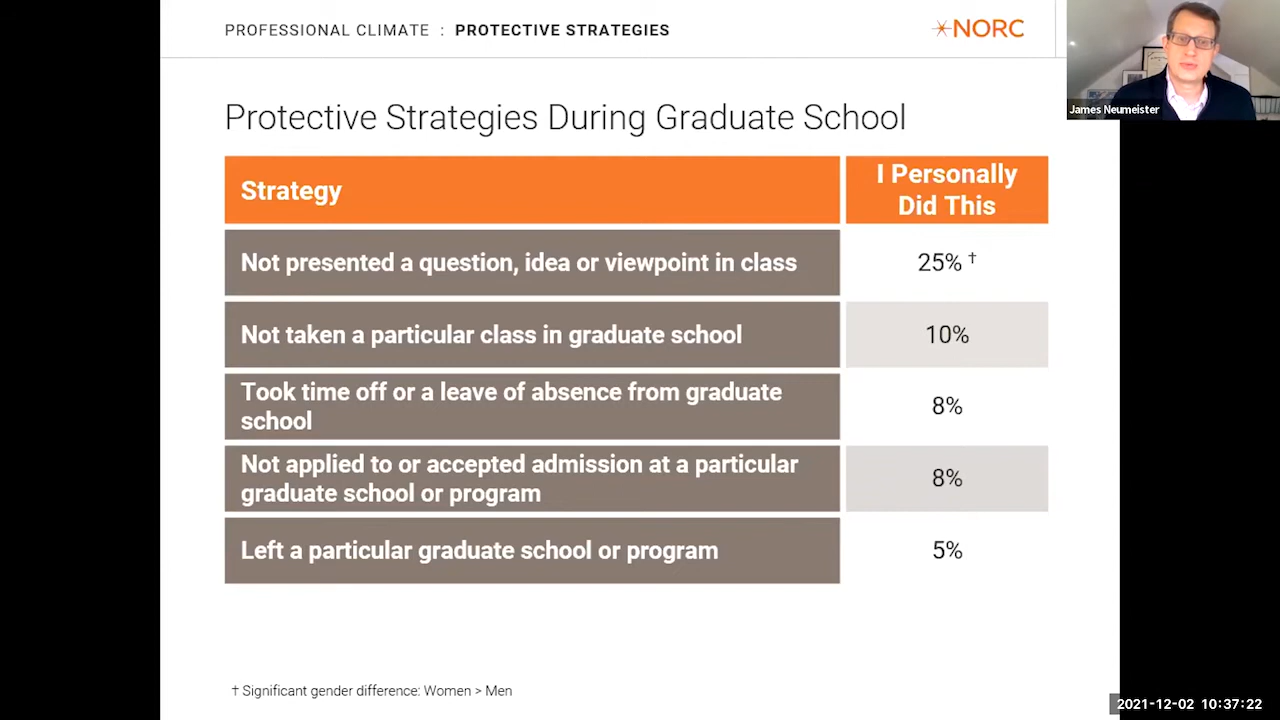 PROFESSIONAL CLIMATE : PROTECTIVE STRATEGIES
NORC
James Neumeister
Protective Strategies During Graduate School
Strategy
I Personally
Did This
Not presented a question, idea or viewpoint in class
25% †
Not taken a particular class in graduate school
10%
Took time off or a leave of absence from graduate
school
8%
Not applied to or accepted admission at a particular
graduate school or program
8%
Left a particular graduate school or program
5%
† Significant gender difference: Women > Men
2021-12-02 10:37:22